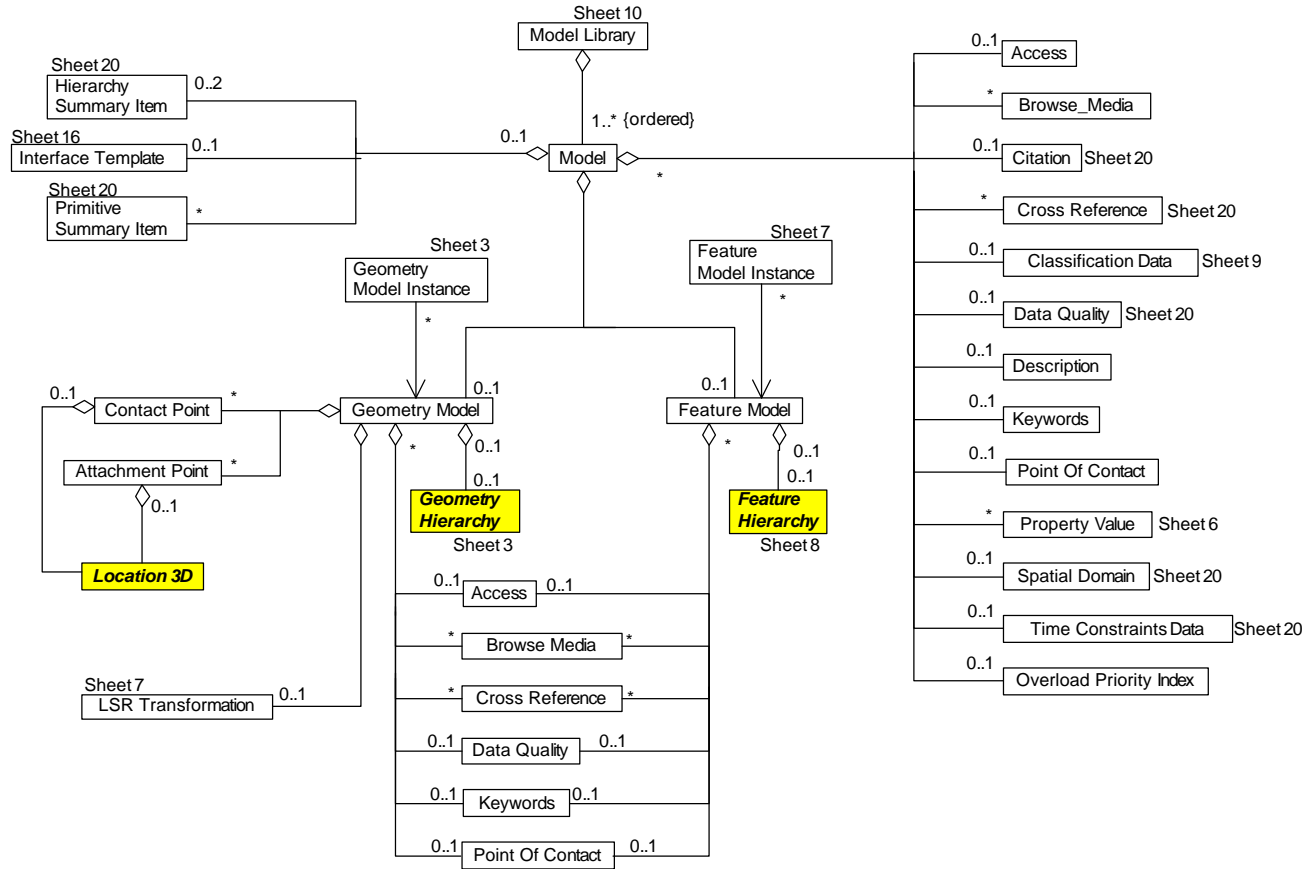 Sheet 10
Model Library
1..* {ordered}
Sheet 20
Hierarchy
Summary Item
0..2
Sheet 16
Interface Template
0..1
Sheet 20
Primitive
Summary Item
*
0..1
Model
*
0..1
Access
*
Browse_Media
0..1
Citation
Sheet 20
*
Cross Reference
Sheet 20
0..1
Classification Data
Sheet 9
0..1
Data Quality
Sheet 20
0..1
Description
0..1
Keywords
0..1
Point Of Contact
*
Property Value
Sheet 6
0..1
Spatial Domain
Sheet 20
0..1
Time Constraints Data
Sheet 20
0..1
Overload Priority Index
Sheet 3
Geometry
Model Instance
*
Sheet 7
Feature
Model Instance
*
0..1
0..1
0..1
Contact Point
*
Geometry Model
Feature Model
Attachment Point
*
0..1
*
0..1
0..1
Geometry
Hierarchy
Sheet 3
*
0..1
0..1
Feature
Hierarchy
Sheet 8
Location 3D
0..1
Access
0..1
*
Browse Media
*
*
Cross Reference
*
Sheet 7
LSR Transformation
0..1
0..1
Data Quality
0..1
0..1
Keywords
0..1
0..1
Point Of Contact
0..1